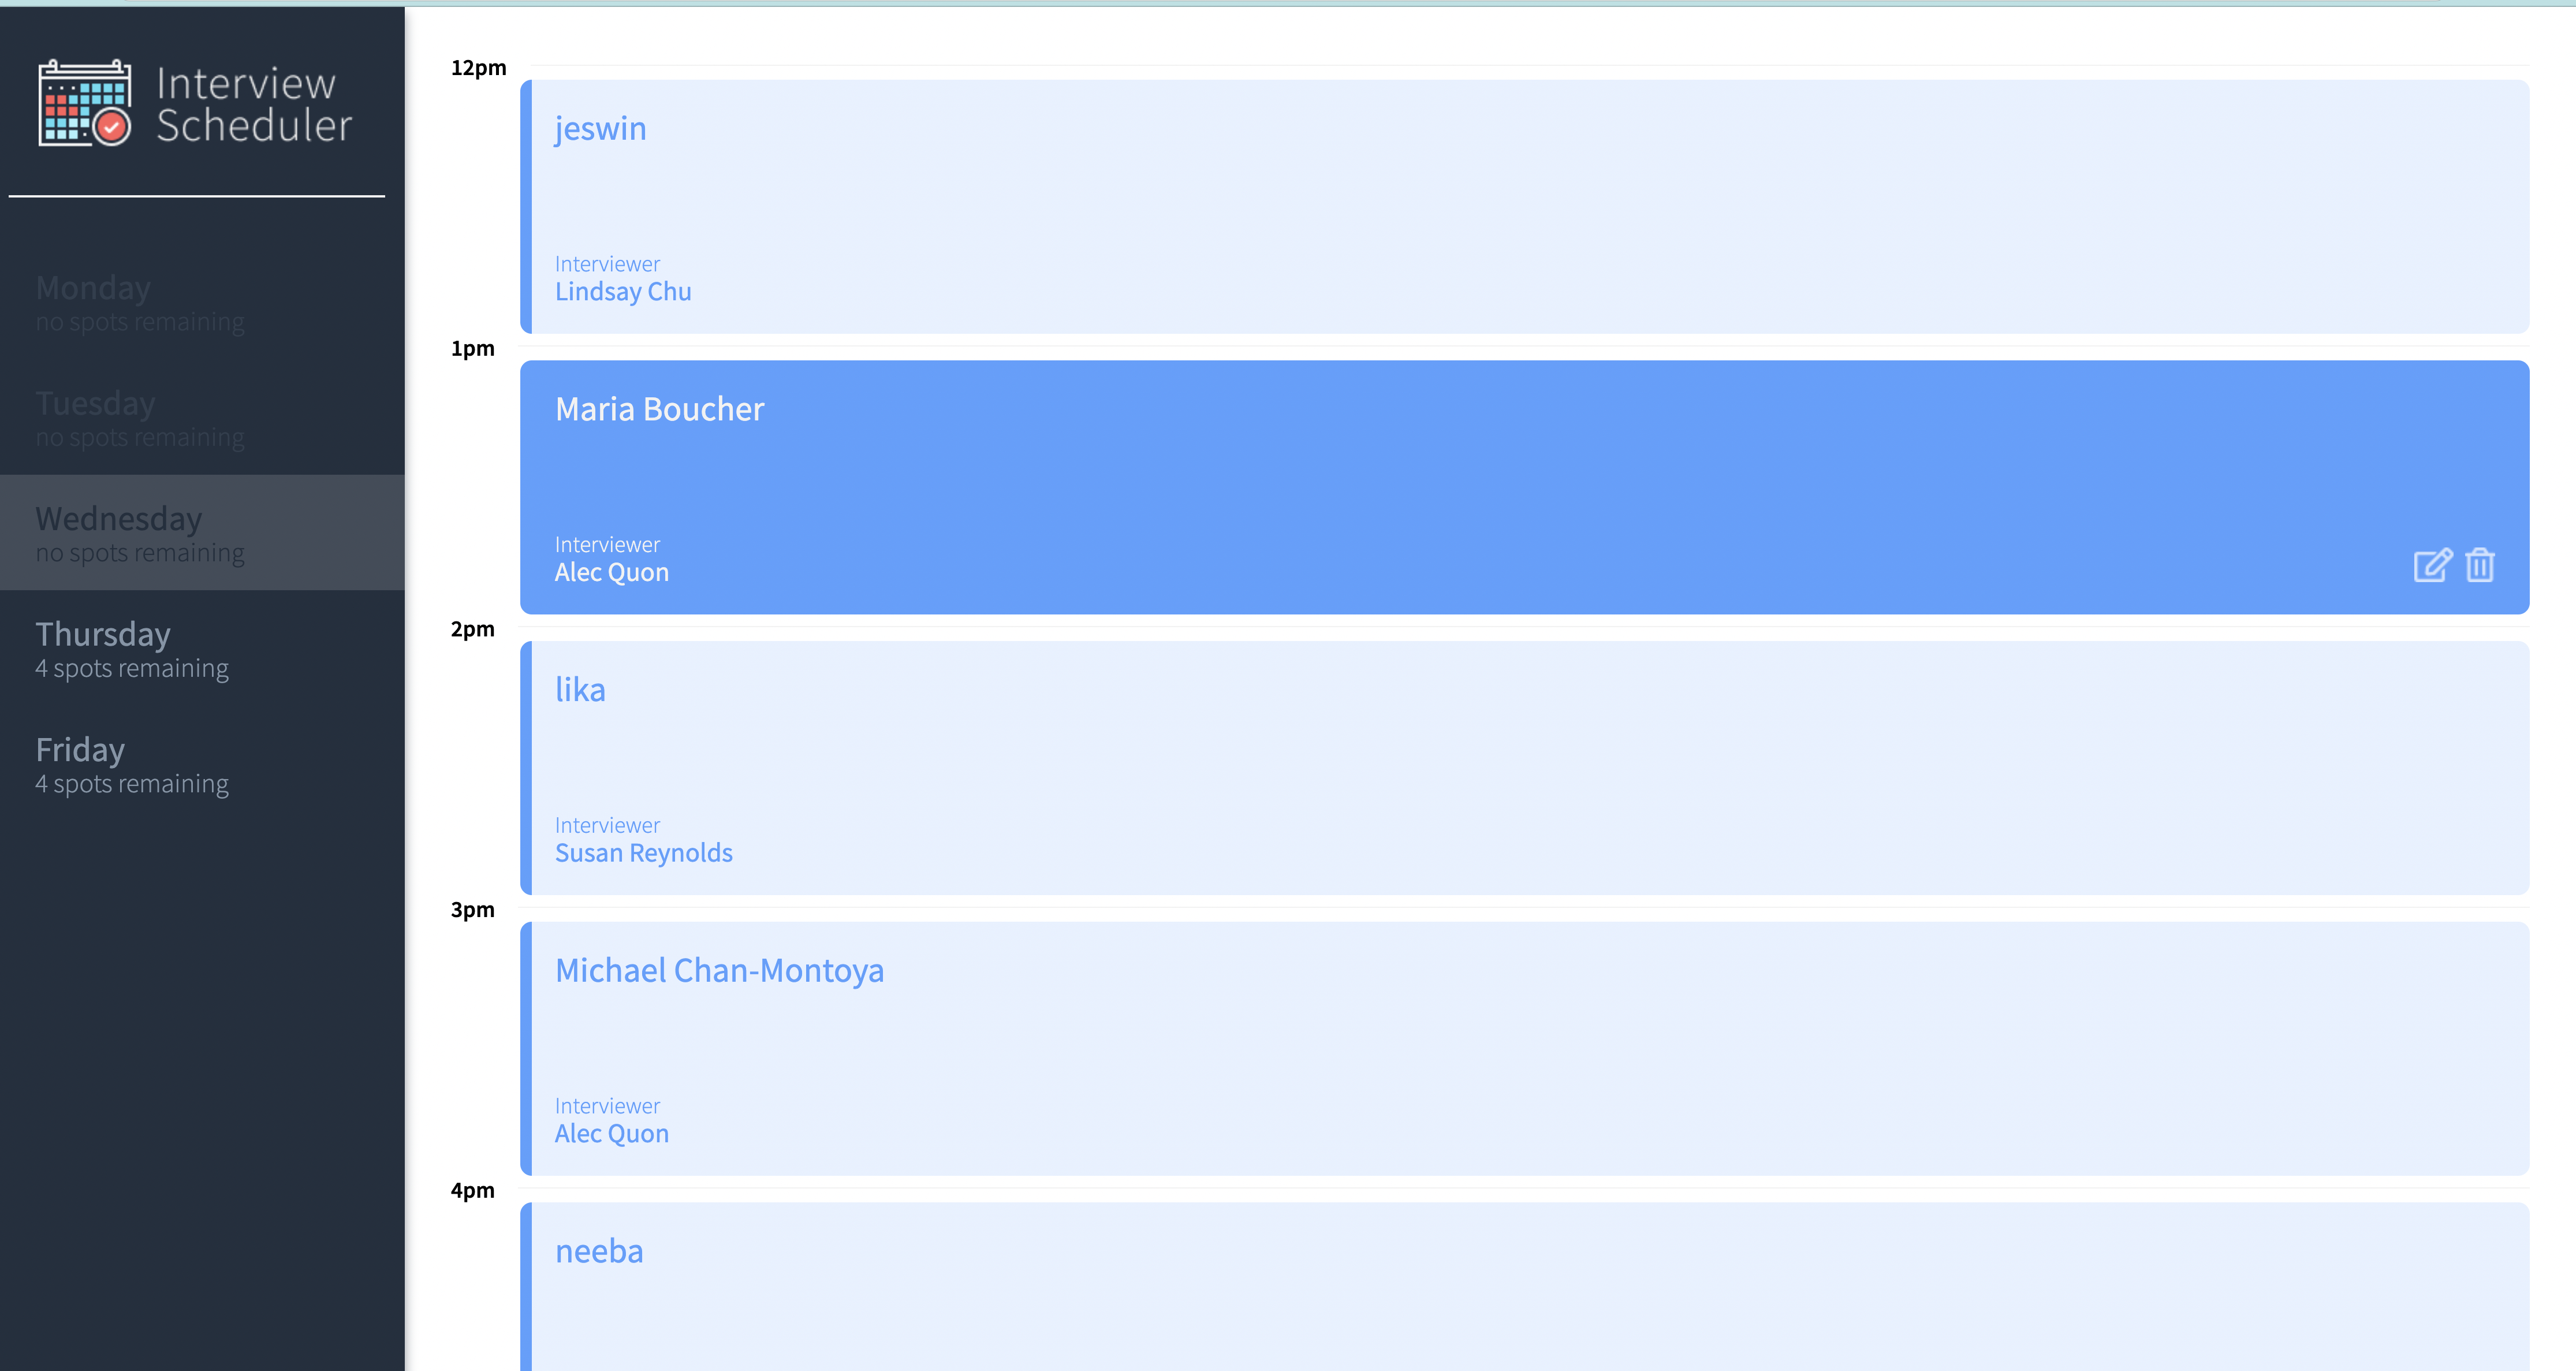 Interview
Scheduler
Monday
no spots remaining
Tuesday
no spots remaining
Wednesday
no spots remaining
Thursday
4 spots remaining
Friday
4 spots remaining
12pm
jeswin
Interviewer
Lindsay Chu
1pm
Maria Boucher
Interviewer
Alec Quon
2pm
lika
Interviewer
Susan Reynolds
3pm
Michael Chan-Montoya
Interviewer
Alec Quon
4pm
neeba